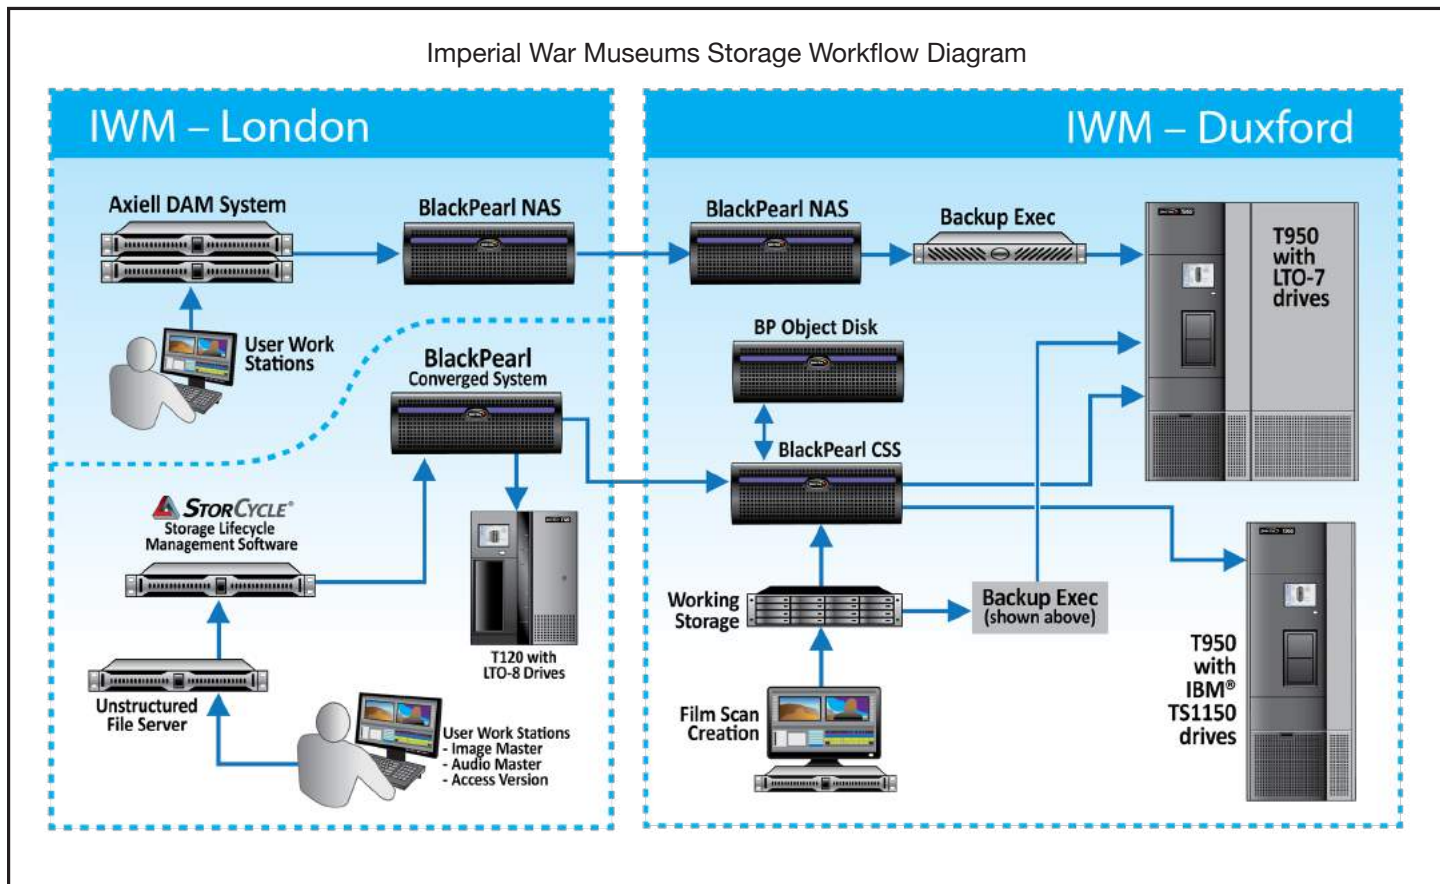 Imperial War Museums Storage Workflow Diagram
IWM – London
Axiell DAM System
BlackPearl NAS
User Work
Stations
BlackPearl
Converged System
STORCYCLE®
Storage Lifecycle
Management Software
T120 with
LTO-8 Drives
Unstructured
File Server
User Work Stations
- Image Master
- Audio Master
- Access Version
IWM – Duxford
BlackPearl NAS
Backup Exec
T950
with
LTO-7
drives
BP Object Disk
BlackPearl CSS
Working
Storage
Backup Exec
(shown above)
Film Scan
Creation
T950
with
IBM®
TS1150
drives